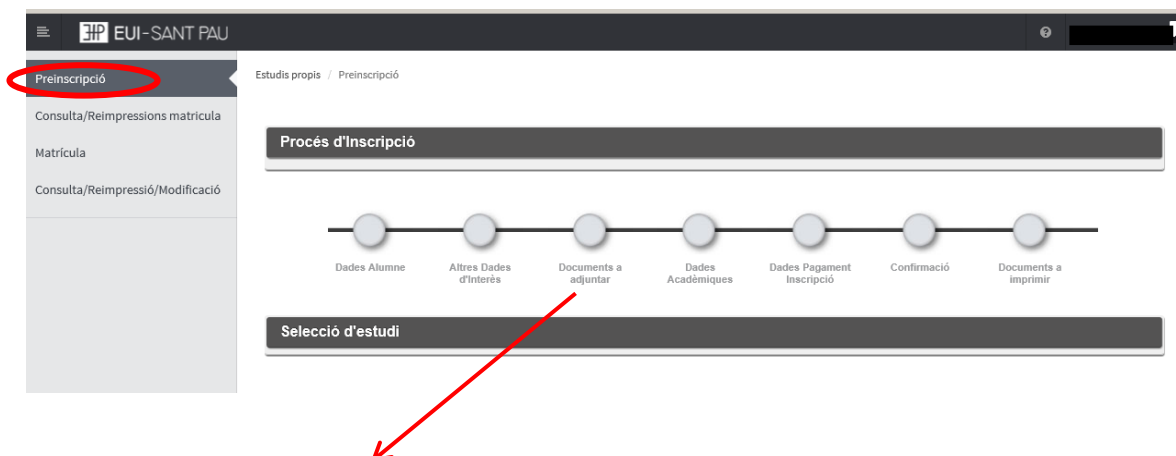 EUI-SANT PAU
Preinscripció
Estudis propis / Preinscripció
Consulta/Reimpressions matricula
Matrícula
Consulta/Reimpressió/Modificació
Procés d'Inscripció
Dades Alumne
Altres Dades
d'Interès
Documents a
adjuntar
Dades
Acadèmiques
Dades Pagament
Inscripció
Confirmació
Documents a
imprimir
Selecció d'estudi